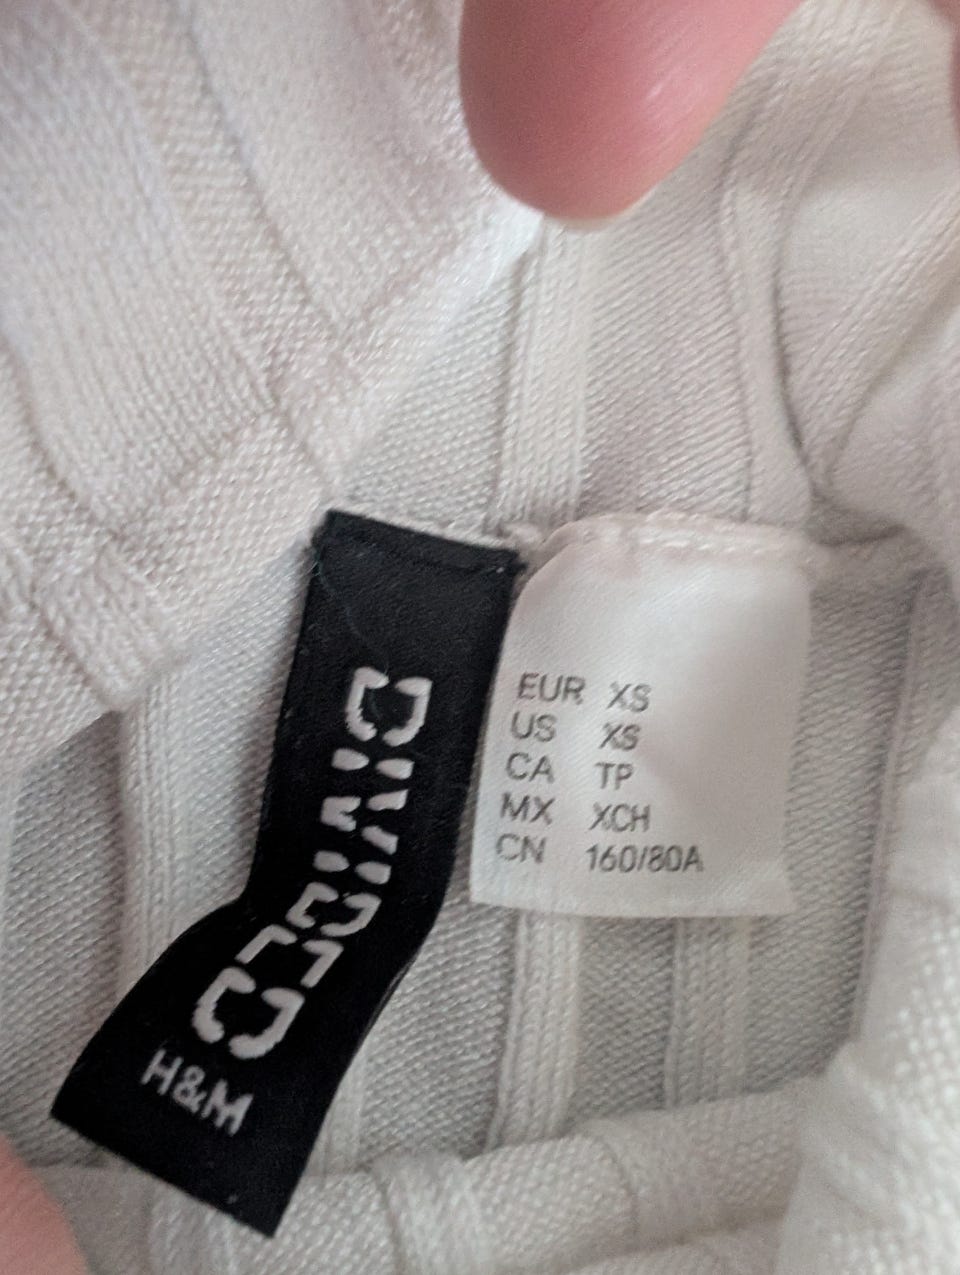 DIVIDED
H&M
EUR XS
US XS
CA TP
MX XCH
CN 160/80A